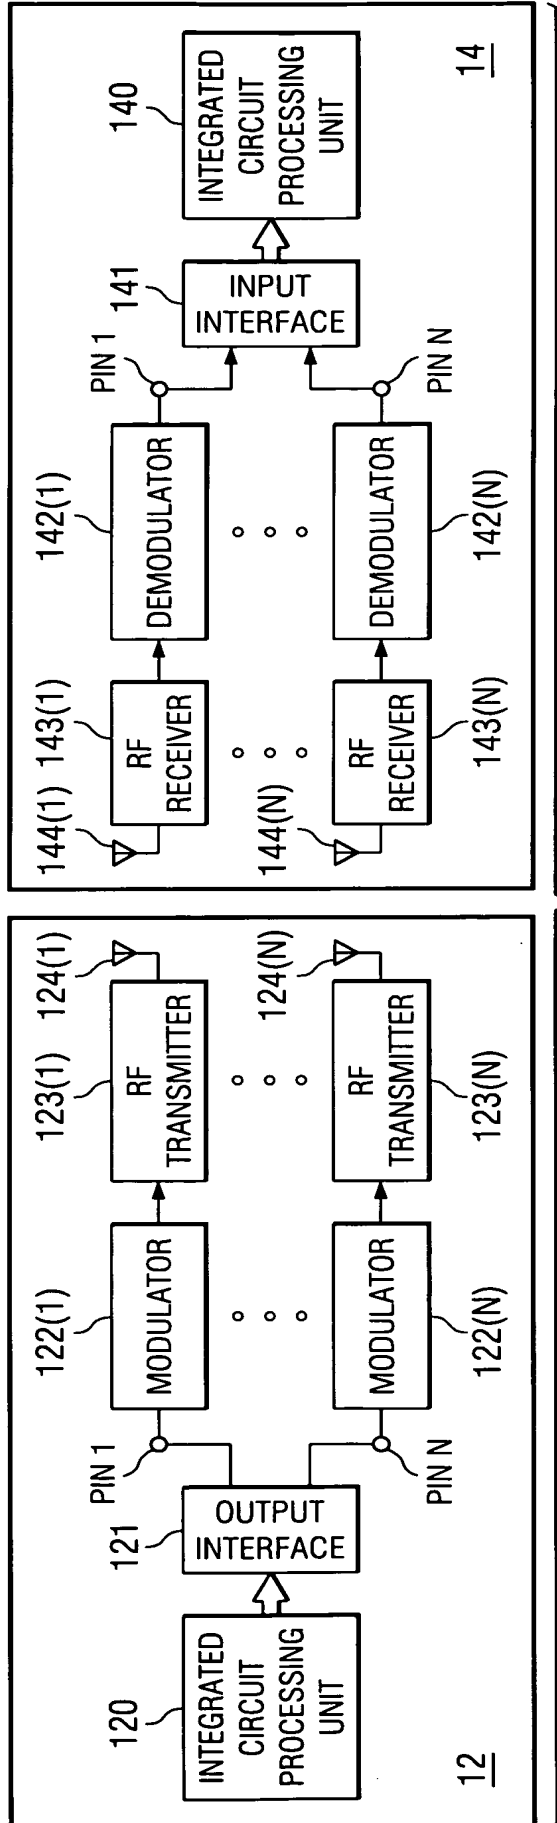 120
INTEGRATED
CIRCUIT
PROCESSING
UNIT
121
OUTPUT
INTERFACE
PIN 1
PIN N
122(1)
MODULATOR
122(N)
MODULATOR
123(1)
RF
TRANSMITTER
123(N)
RF
TRANSMITTER
124(1)
124(N)
12
144(1)
144(N)
143(1)
RF
RECEIVER
143(N)
RF
RECEIVER
142(1)
DEMODULATOR
142(N)
DEMODULATOR
PIN 1
PIN N
141
INPUT
INTERFACE
140
INTEGRATED
CIRCUIT
PROCESSING
UNIT
14